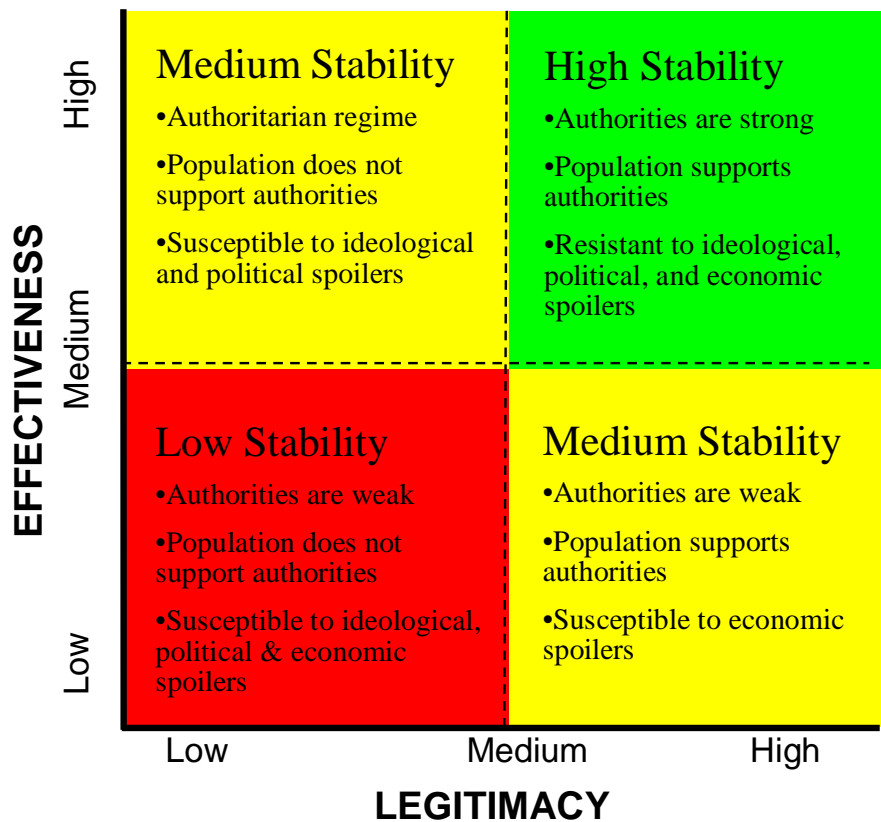 EFFECTIVENESS
High
Medium
Low
Medium Stability
•Authoritarian regime
•Population does not
support authorities
•Susceptible to ideological
and political spoilers
High Stability
•Authorities are strong
•Population supports
authorities
•Resistant to ideological,
political, and economic
spoilers
Low Stability
•Authorities are weak
•Population does not
support authorities
•Susceptible to ideological,
political & economic
spoilers
Medium Stability
•Authorities are weak
•Population supports
authorities
•Susceptible to economic
spoilers
Low
Medium
High
LEGITIMACY